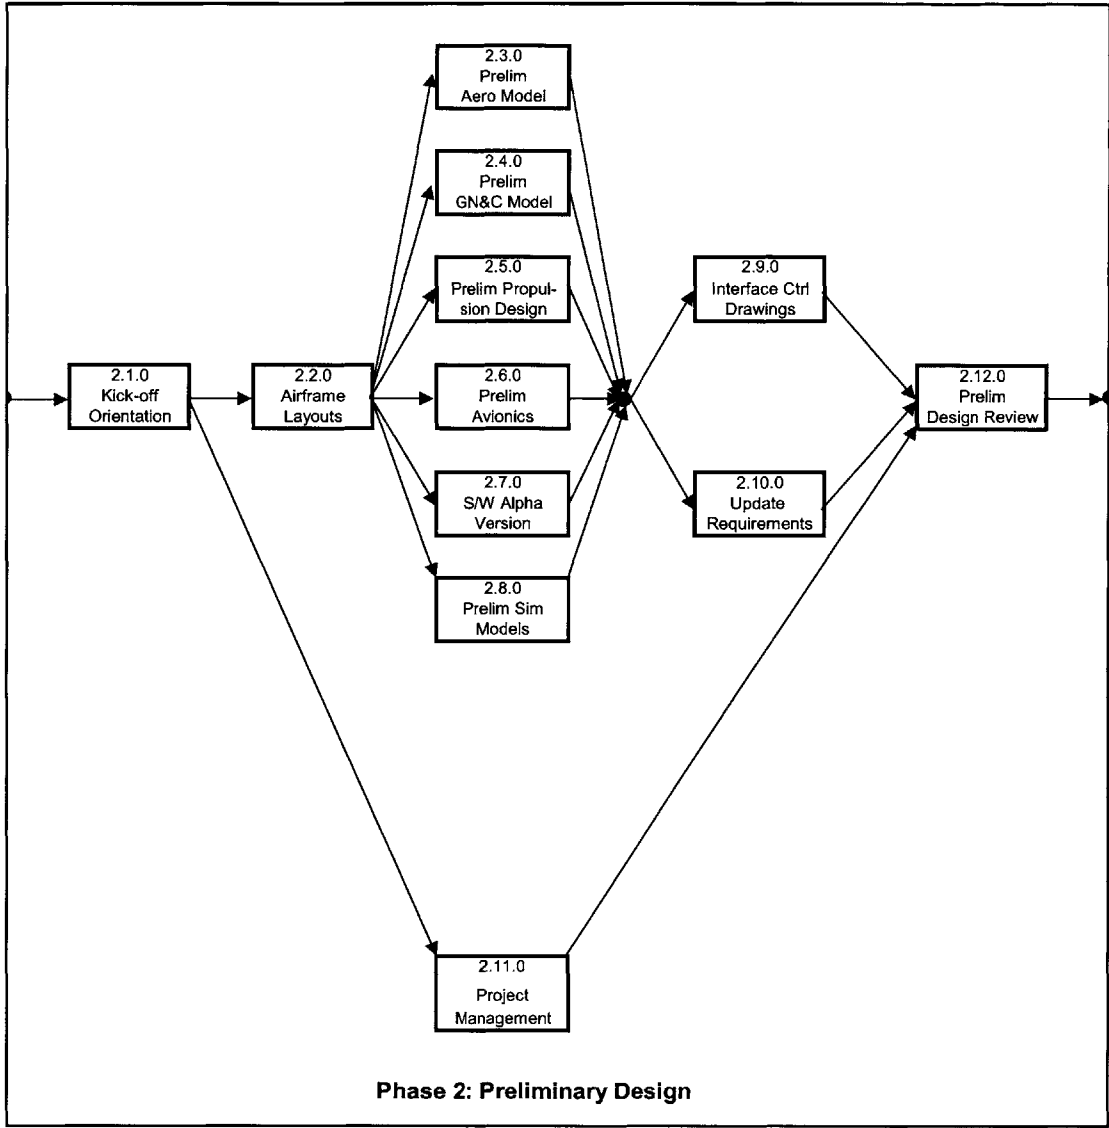 2.3.0
Prelim
Aero Model
2.4.0
Prelim
GN&C Model
2.5.0
Prelim Propul-
sion Design
2.9.0
Interface Ctrl
Drawings
2.1.0
Kick-off
Orientation
2.2.0
Airframe
Layouts
2.6.0
Prelim
Avionics
2.12.0
Prelim
Design Review
2.7.0
S/W Alpha
Version
2.10.0
Update
Requirements
2.8.0
Prelim Sim
Models
2.11.0
Project
Management
Phase 2: Preliminary Design